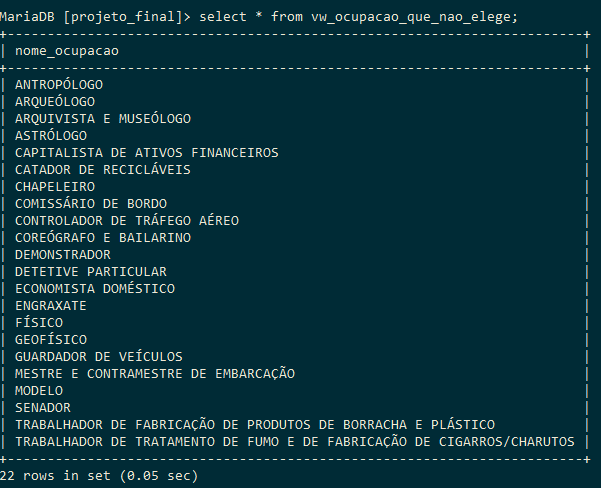 MariaDB [projeto_final]> select * from vw_ocupacao_que_nao_elege;
+------------------------------------------------------------------------+
| nome_ocupacao                                                          |
+------------------------------------------------------------------------+
| ANTROPÓLOGO                                                            |
| ARQUEÓLOGO                                                             |
| ARQUIVISTA E MUSEÓLOGO                                                 |
| ASTRÓLOGO                                                              |
| CAPITALISTA DE ATIVOS FINANCEIROS                                      |
| CATADOR DE RECICLÁVEIS                                                 |
| CHAPELEIRO                                                             |
| COMISSÁRIO DE BORDO                                                    |
| CONTROLADOR DE TRÁFEGO AÉREO                                           |
| COREÓGRAFO E BAILARINO                                                 |
| DEMONSTRADOR                                                           |
| DETETIVE PARTICULAR                                                    |
| ECONOMISTA DOMÉSTICO                                                   |
| ENGRAXATE                                                              |
| FÍSICO                                                                 |
| GEOFÍSICO                                                              |
| GUARDADOR DE VEÍCULOS                                                  |
| MESTRE E CONTRAMESTRE DE EMBARCAÇÃO                                    |
| MODELO                                                                 |
| SENADOR                                                                |
| TRABALHADOR DE FABRICAÇÃO DE PRODUTOS DE BORRACHA E PLÁSTICO           |
| TRABALHADOR DE TRATAMENTO DE FUMO E DE FABRICAÇÃO DE CIGARROS/CHARUTOS |
+------------------------------------------------------------------------+
22 rows in set (0.05 sec)